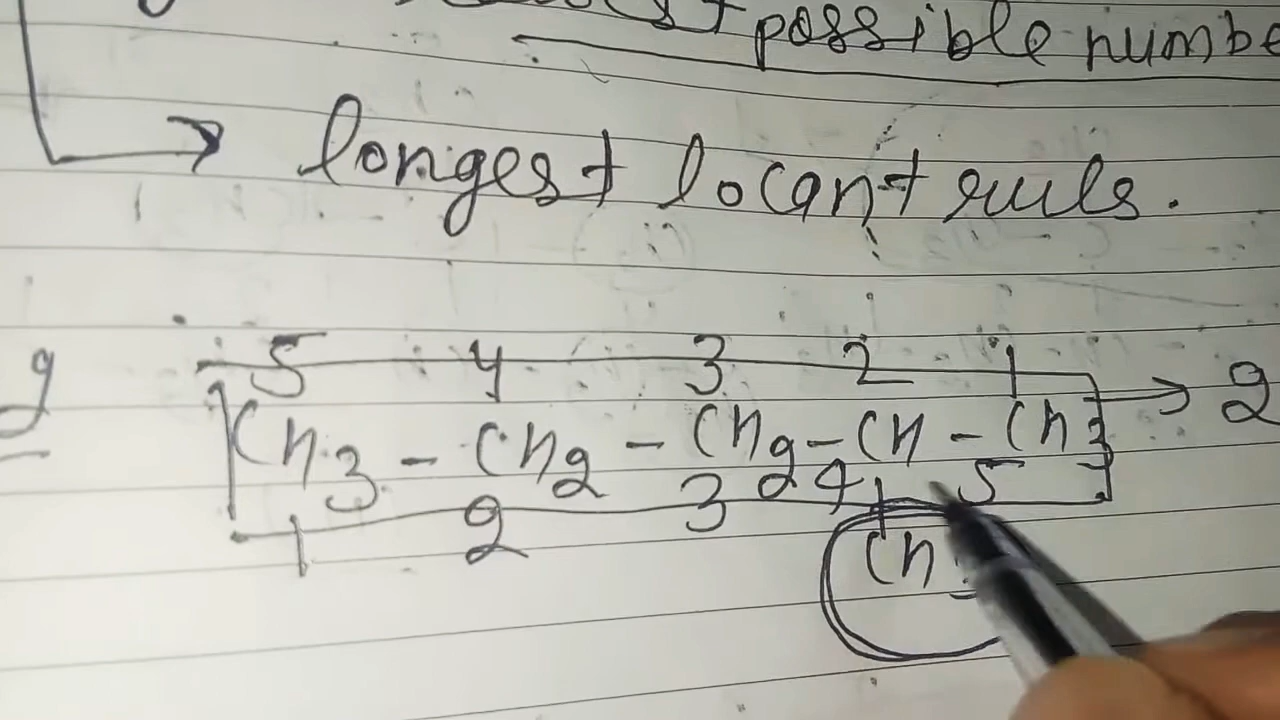 possible numbe
longest locant rule.
g
5 4 3 2 1
CH3 - CH2 - CH2 - CH - CH3 → 2
1 2 3 4 5
CH